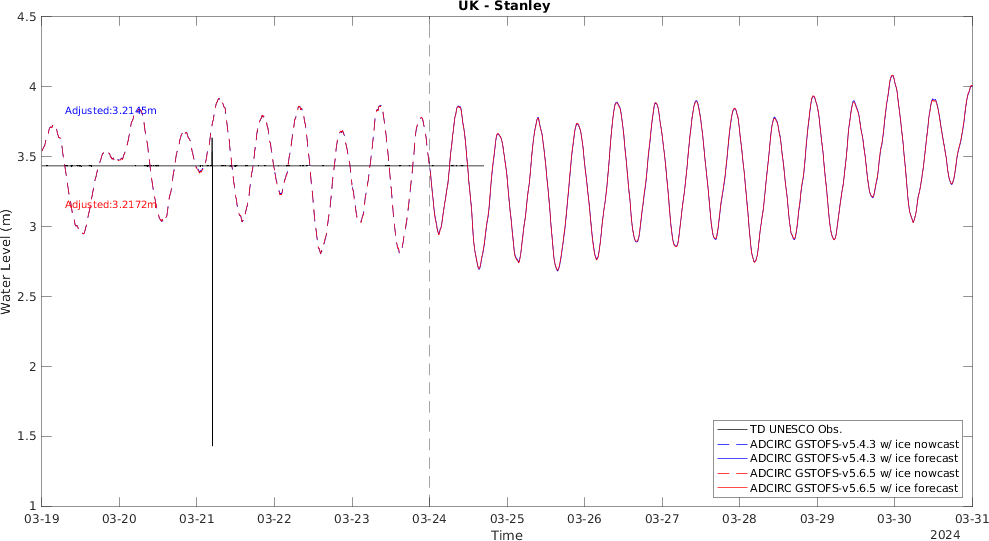 UK - Stanley
4.5
4
3.5
3
2.5
2
1.5
1
Water Level (m)
Adjusted:3.2145m
Adjusted:3.2172m
TD UNESCO Obs.
ADCIRC GSTOFS-v5.4.3 w/ ice nowcast
ADCIRC GSTOFS-v5.4.3 w/ ice forecast
ADCIRC GSTOFS-v5.6.5 w/ ice nowcast
ADCIRC GSTOFS-v5.6.5 w/ ice forecast
03-19 03-20 03-21 03-22 03-23 03-24 03-25 03-26 03-27 03-28 03-29 03-30 03-31
Time
2024